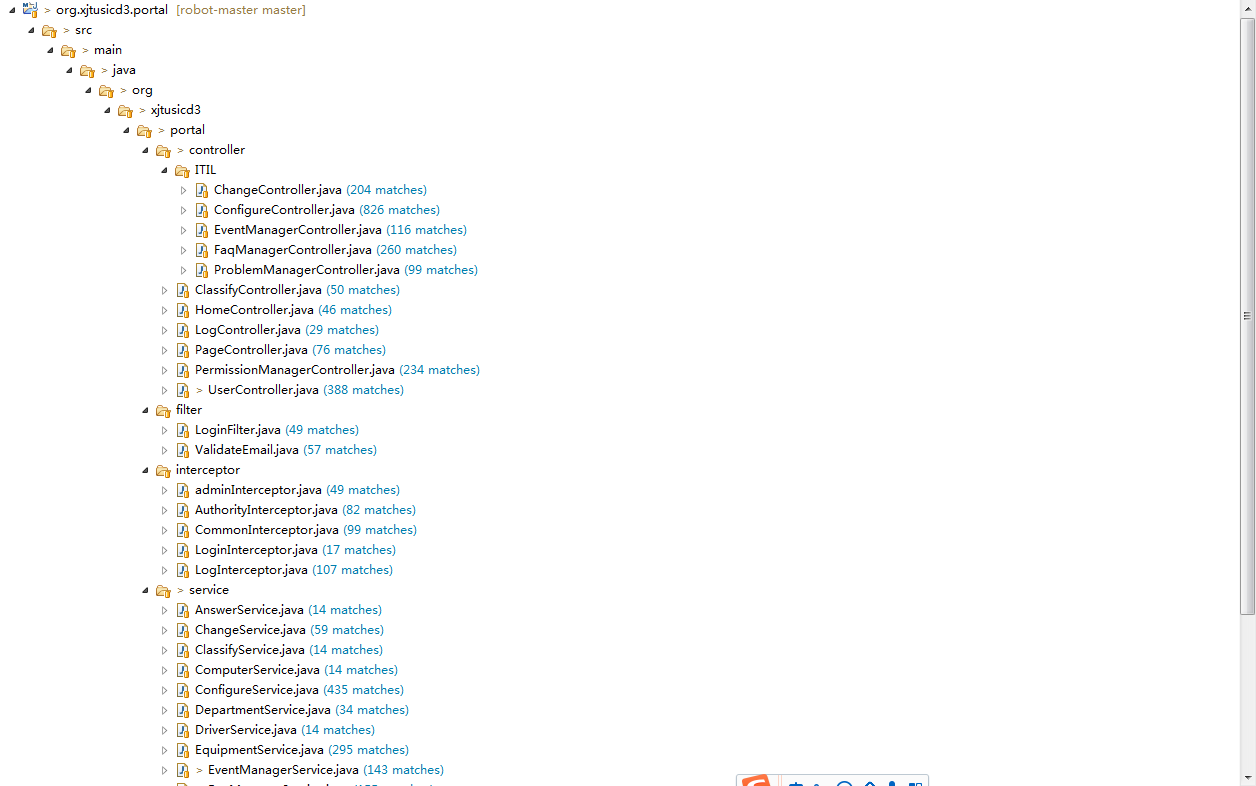 > org.xjtusicd3.portal [robot-master master]
> src
> main
> java
> org
> xjtusicd3
> portal
> controller
ITIL
ChangeController.java (204 matches)
ConfigureController.java (826 matches)
EventManagerController.java (116 matches)
FaqManagerController.java (260 matches)
ProblemManagerController.java (99 matches)
ClassifyController.java (50 matches)
HomeController.java (46 matches)
LogController.java (29 matches)
PageController.java (76 matches)
PermissionManagerController.java (234 matches)
> UserController.java (388 matches)
filter
LoginFilter.java (49 matches)
ValidateEmail.java (57 matches)
interceptor
adminInterceptor.java (49 matches)
AuthorityInterceptor.java (82 matches)
CommonInterceptor.java (99 matches)
LoginInterceptor.java (17 matches)
LogInterceptor.java (107 matches)
> service
AnswerService.java (14 matches)
ChangeService.java (59 matches)
ClassifyService.java (14 matches)
ComputerService.java (14 matches)
ConfigureService.java (435 matches)
DepartmentService.java (34 matches)
DriverService.java (14 matches)
EquipmentService.java (295 matches)
> EventManagerService.java (143 matches)